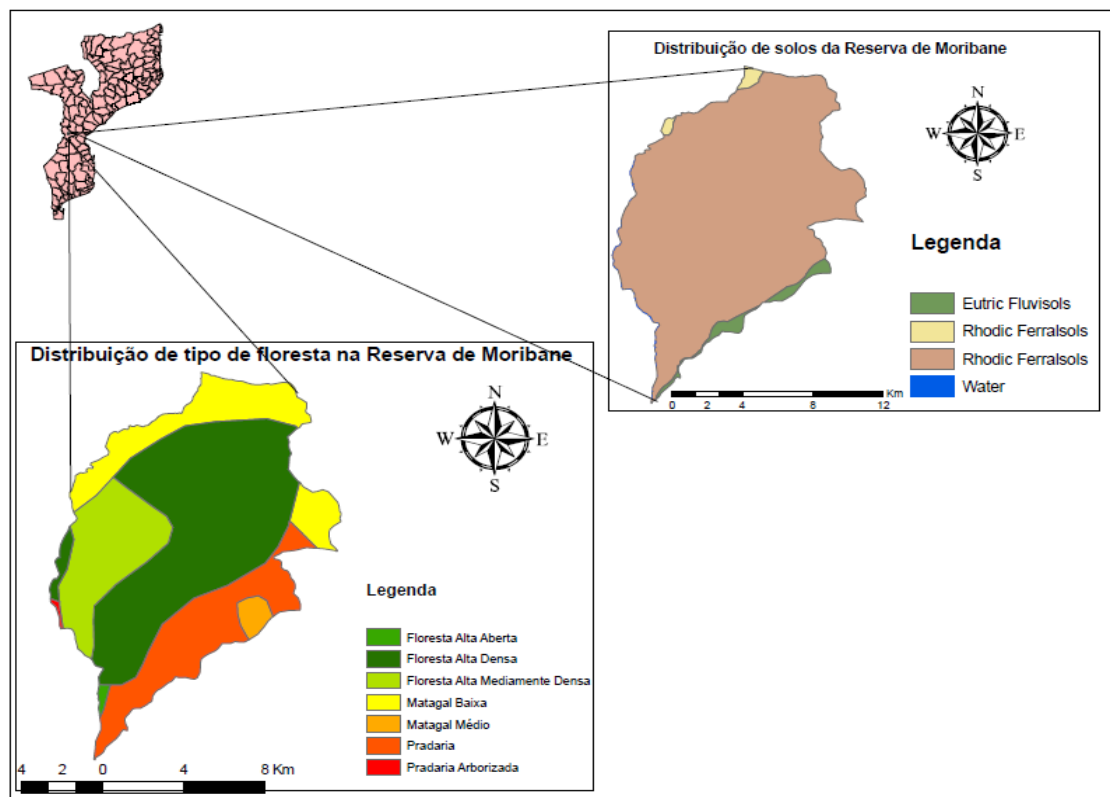 Distribuição de solos da Reserva de Moribane
N
W E
S
Legenda
Eutric Fluvisols
Rhodic Ferralsols
Rhodic Ferralsols
Water
0 2 4 8 12 Km
Distribuição de tipo de floresta na Reserva de Moribane
N
W E
S
Legenda
Floresta Alta Aberta
Floresta Alta Densa
Floresta Alta Mediamente Densa
Matagal Baixa
Matagal Médio
Pradaria
Pradaria Arborizada
4 2 0 4 8 Km